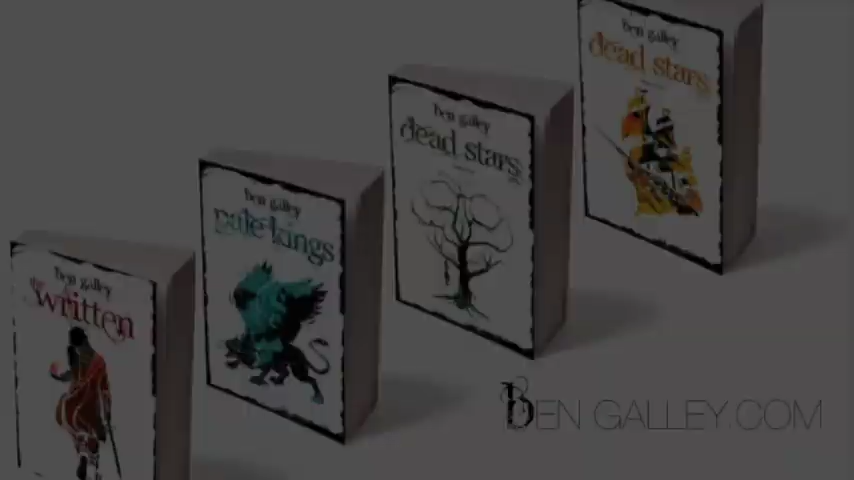 ben galley
the
written
ben galley
pale kings
ben galley
dead stars
ben galley
dead stars
BEN GALLEY.COM